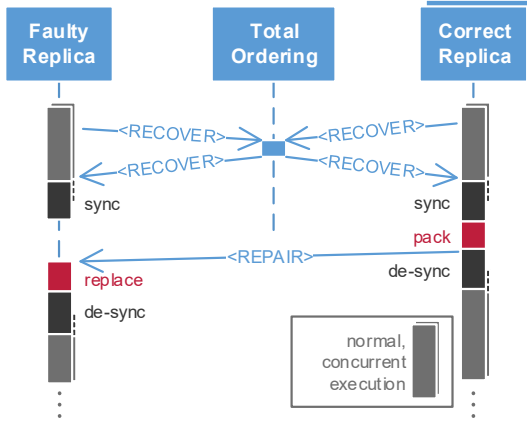 Faulty
Replica
Total
Ordering
Correct
Replica
<RECOVER>
<RECOVER>
<RECOVER>
<RECOVER>
sync
sync
pack
<REPAIR>
replace
de-sync
de-sync
normal,
concurrent
execution